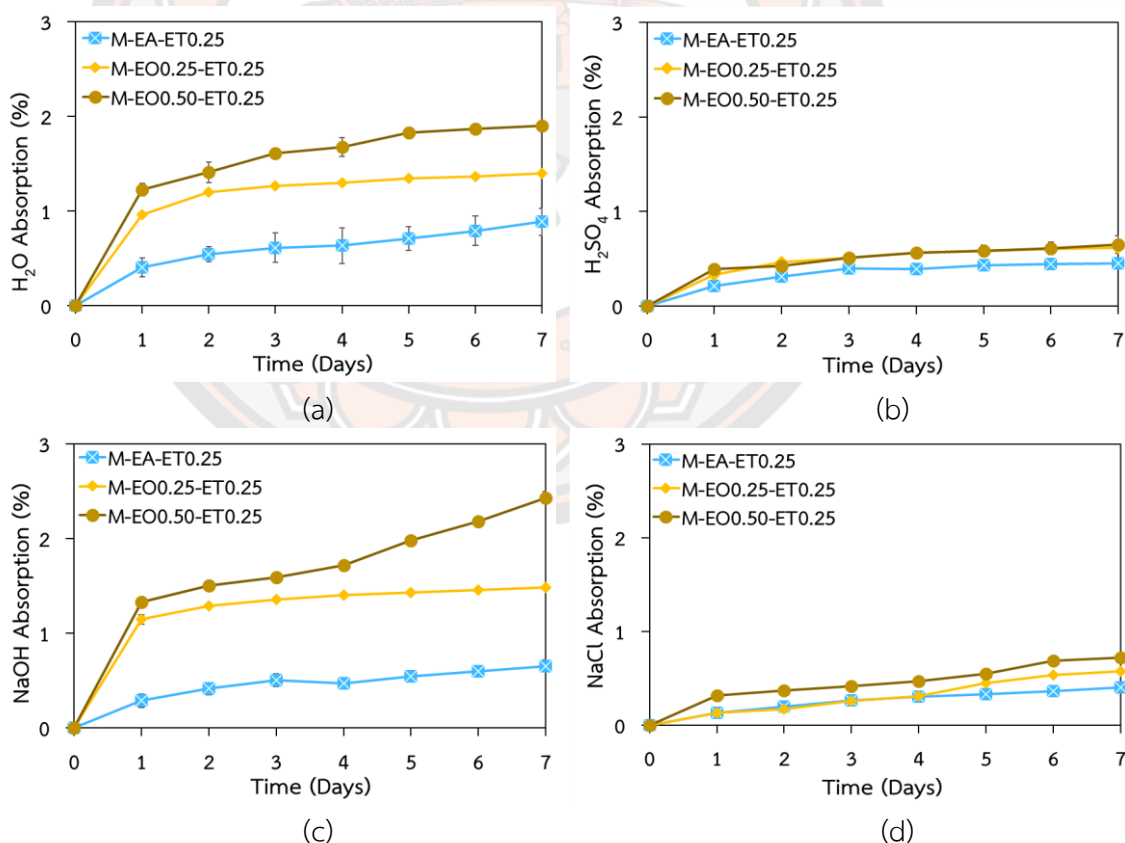 3
2
1
0
H₂O Absorption (%)
M-EA-ET0.25
M-EO0.25-ET0.25
M-EO0.50-ET0.25
0 1 2 3 4 5 6 7
Time (Days)
(a)
3
2
1
0
H₂SO₄ Absorption (%)
M-EA-ET0.25
M-EO0.25-ET0.25
M-EO0.50-ET0.25
0 1 2 3 4 5 6 7
Time (Days)
(b)
3
2
1
0
NaOH Absorption (%)
M-EA-ET0.25
M-EO0.25-ET0.25
M-EO0.50-ET0.25
0 1 2 3 4 5 6 7
Time (Days)
(c)
3
2
1
0
NaCl Absorption (%)
M-EA-ET0.25
M-EO0.25-ET0.25
M-EO0.50-ET0.25
0 1 2 3 4 5 6 7
Time (Days)
(d)